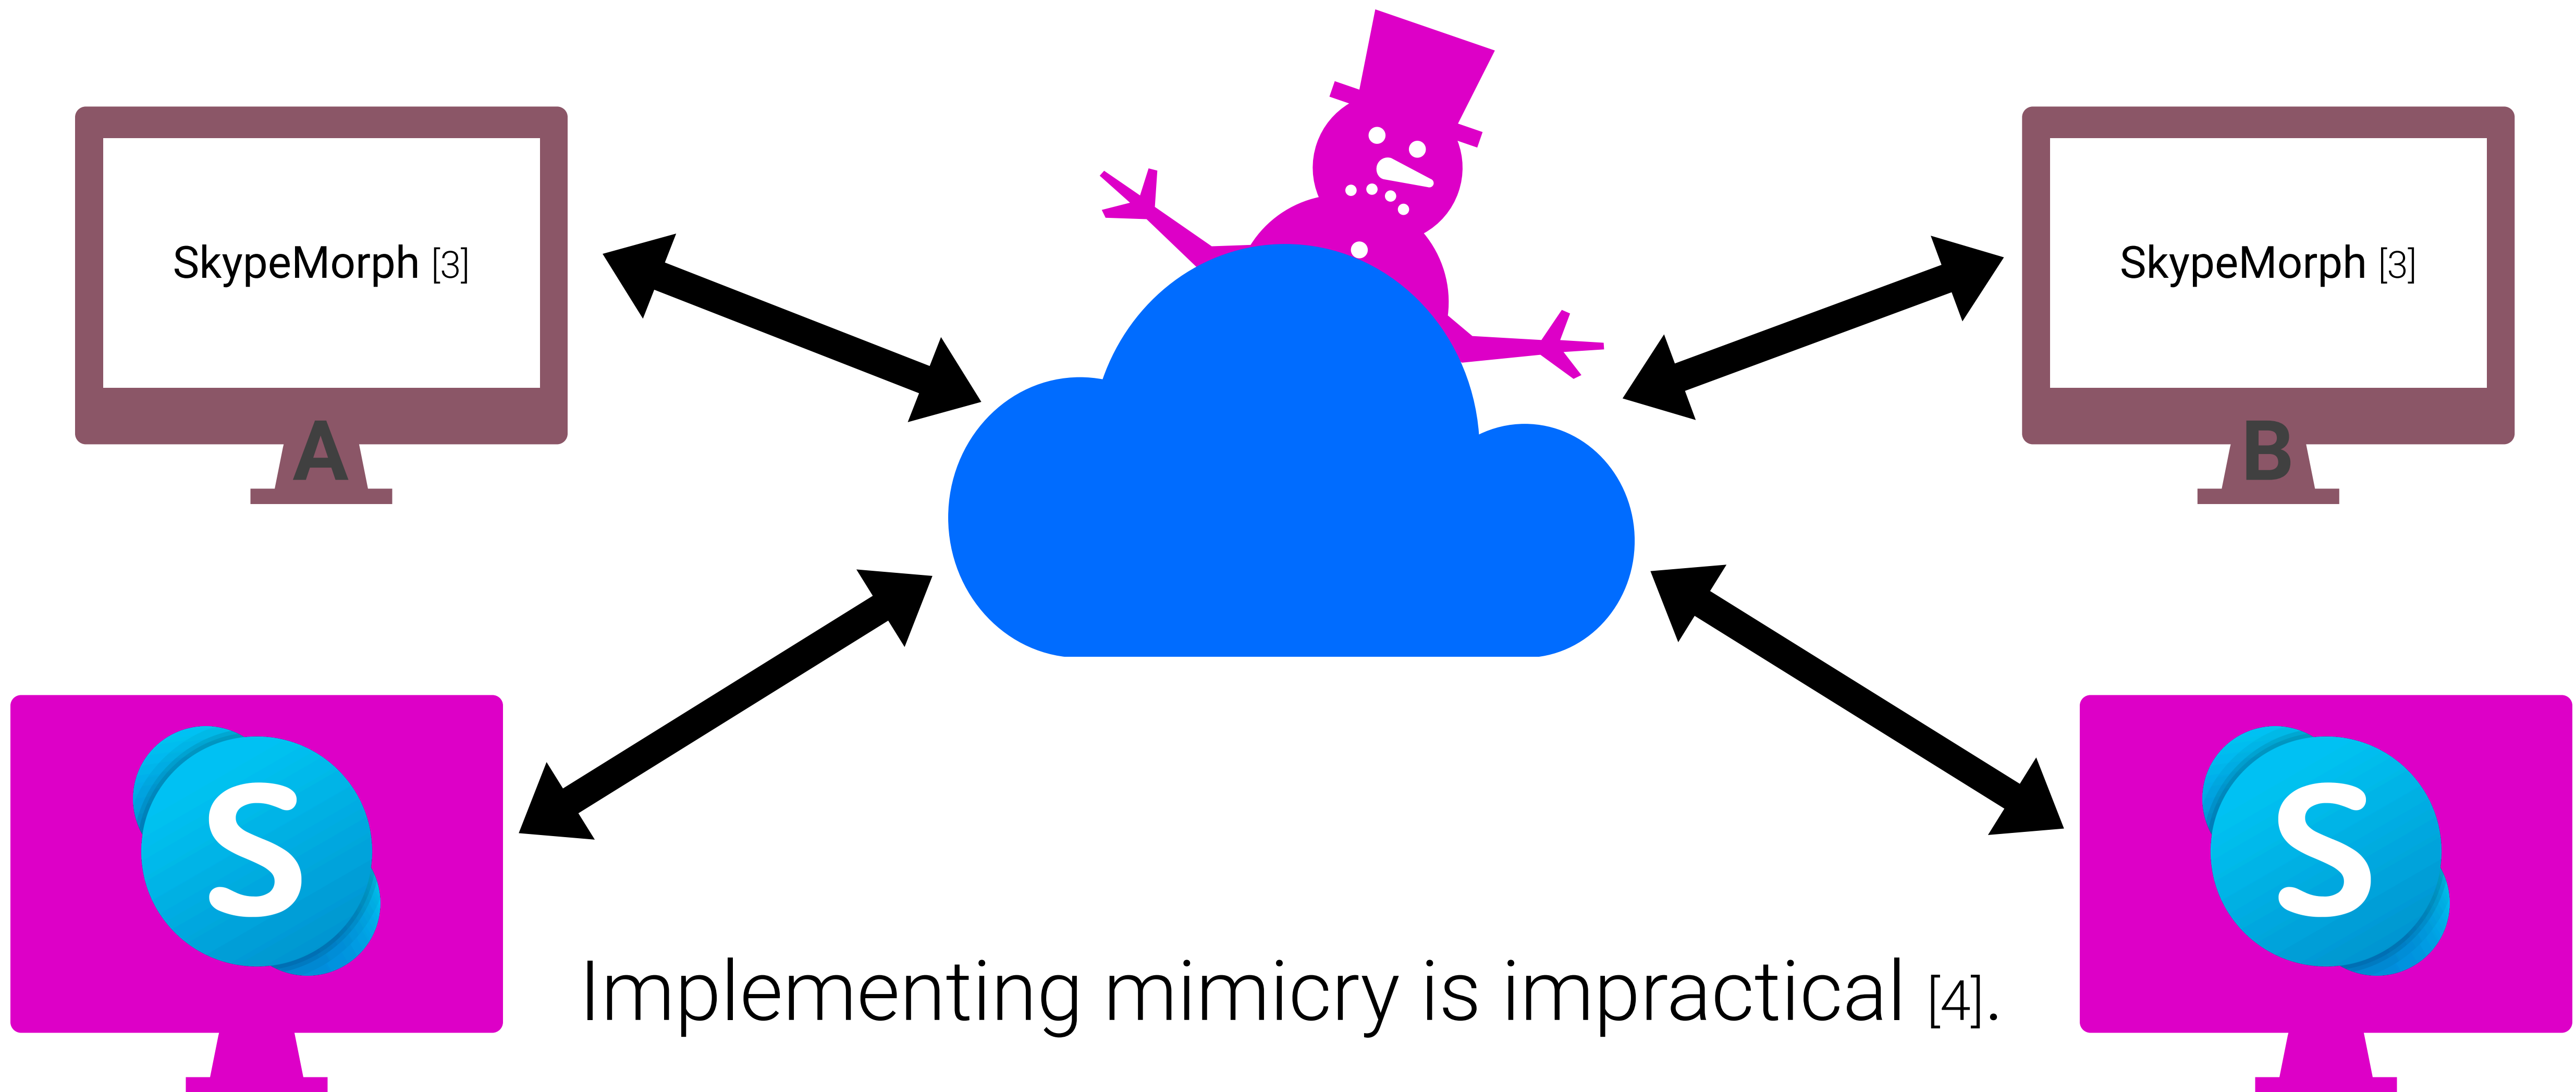 SkypeMorph [3]
SkypeMorph [3]
A
B
S
S
Implementing mimicry is impractical [4].